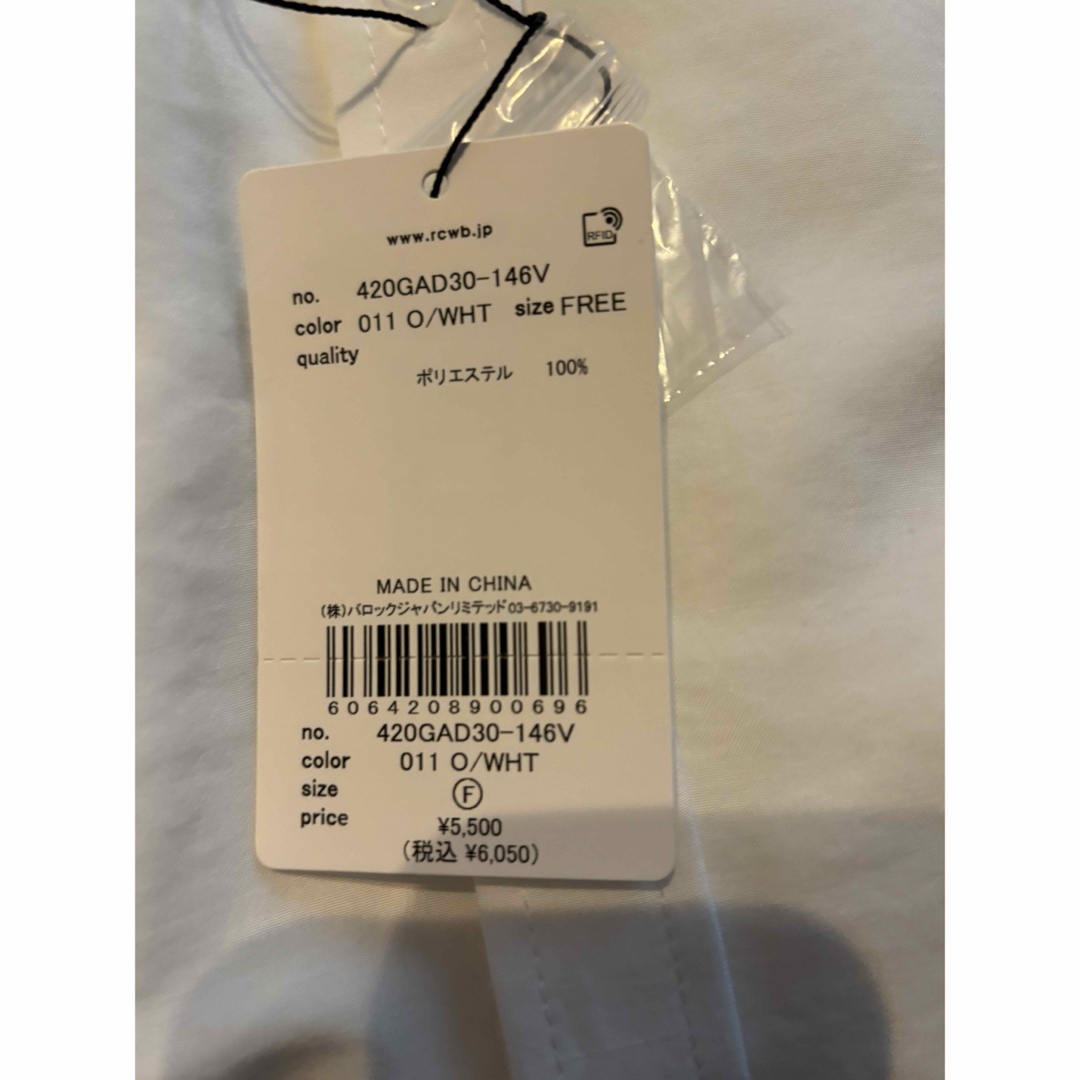 www.rcwb.jp
RFID
no. 420GAD30-146V
color 011 O/WHT size FREE
quality
ポリエステル 100%
MADE IN CHINA
(株)バロックジャパンリミテッド03-6730-9191
6064208900696
no. 420GAD30-146V
color 011 O/WHT
size Ⓕ
price ¥5,500
(税込 ¥6,050)